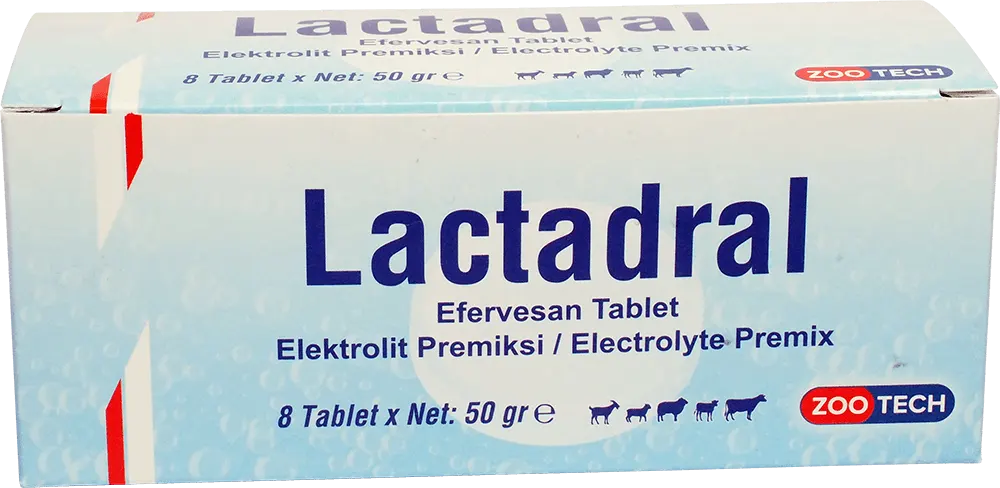 Lactadral
Efervesan Tablet
Elektrolit Premiksi / Electrolyte Premix
8 Tablet x Net: 50 gr ℮
ZOOTECH
Lactadral
Efervesan Tablet
Elektrolit Premiksi / Electrolyte Premix
8 Tablet x Net: 50 gr ℮
ZOOTECH